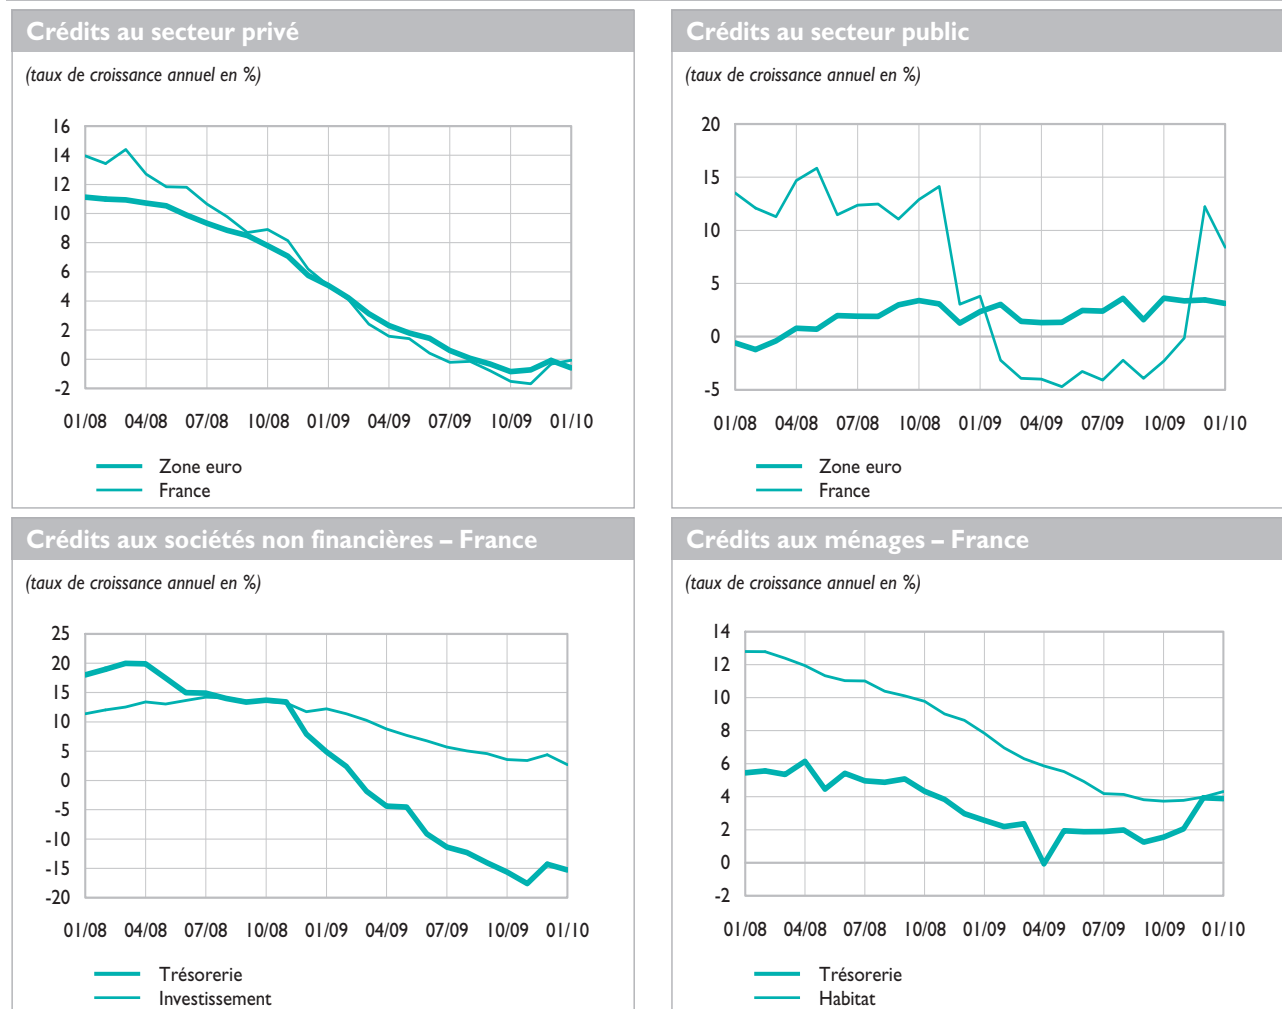 Crédits au secteur privé
(taux de croissance annuel en %)
16
14
12
10
8
6
4
2
0
-2
01/08 04/08 07/08 10/08 01/09 04/09 07/09 10/09 01/10
Zone euro
France
Crédits au secteur public
(taux de croissance annuel en %)
20
15
10
5
0
-5
01/08 04/08 07/08 10/08 01/09 04/09 07/09 10/09 01/10
Zone euro
France
Crédits aux sociétés non financières – France
(taux de croissance annuel en %)
25
20
15
10
5
0
-5
-10
-15
-20
01/08 04/08 07/08 10/08 01/09 04/09 07/09 10/09 01/10
Trésorerie
Investissement
Crédits aux ménages – France
(taux de croissance annuel en %)
14
12
10
8
6
4
2
0
-2
01/08 04/08 07/08 10/08 01/09 04/09 07/09 10/09 01/10
Trésorerie
Habitat